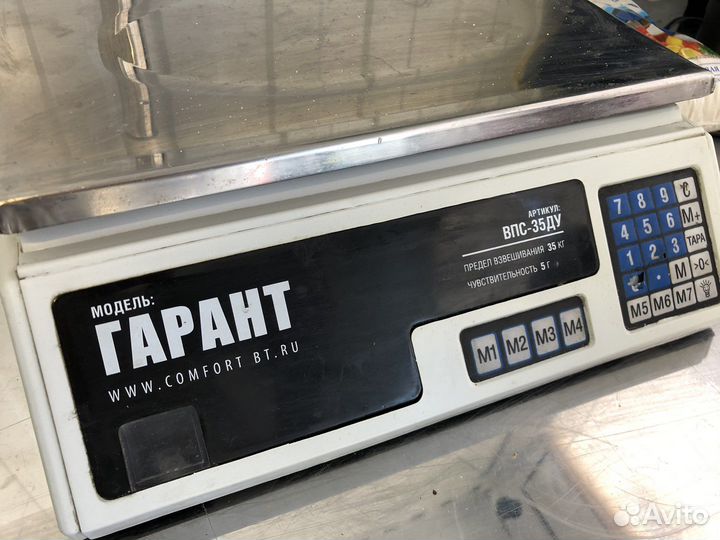 МОДЕЛЬ:
ГАРАНТ
WWW.COMFORT BT.RU
АРТИКУЛ:
ВПС-35ДУ
ПРЕДЕЛ ВЗВЕШИВАНИЯ 35 КГ
ЧУВСТВИТЕЛЬНОСТЬ 5 Г
M1 M2 M3 M4
7 8 9 C
4 5 6 M+
1 2 3 ТАРА
. M >0<
M5 M6 M7
Avito